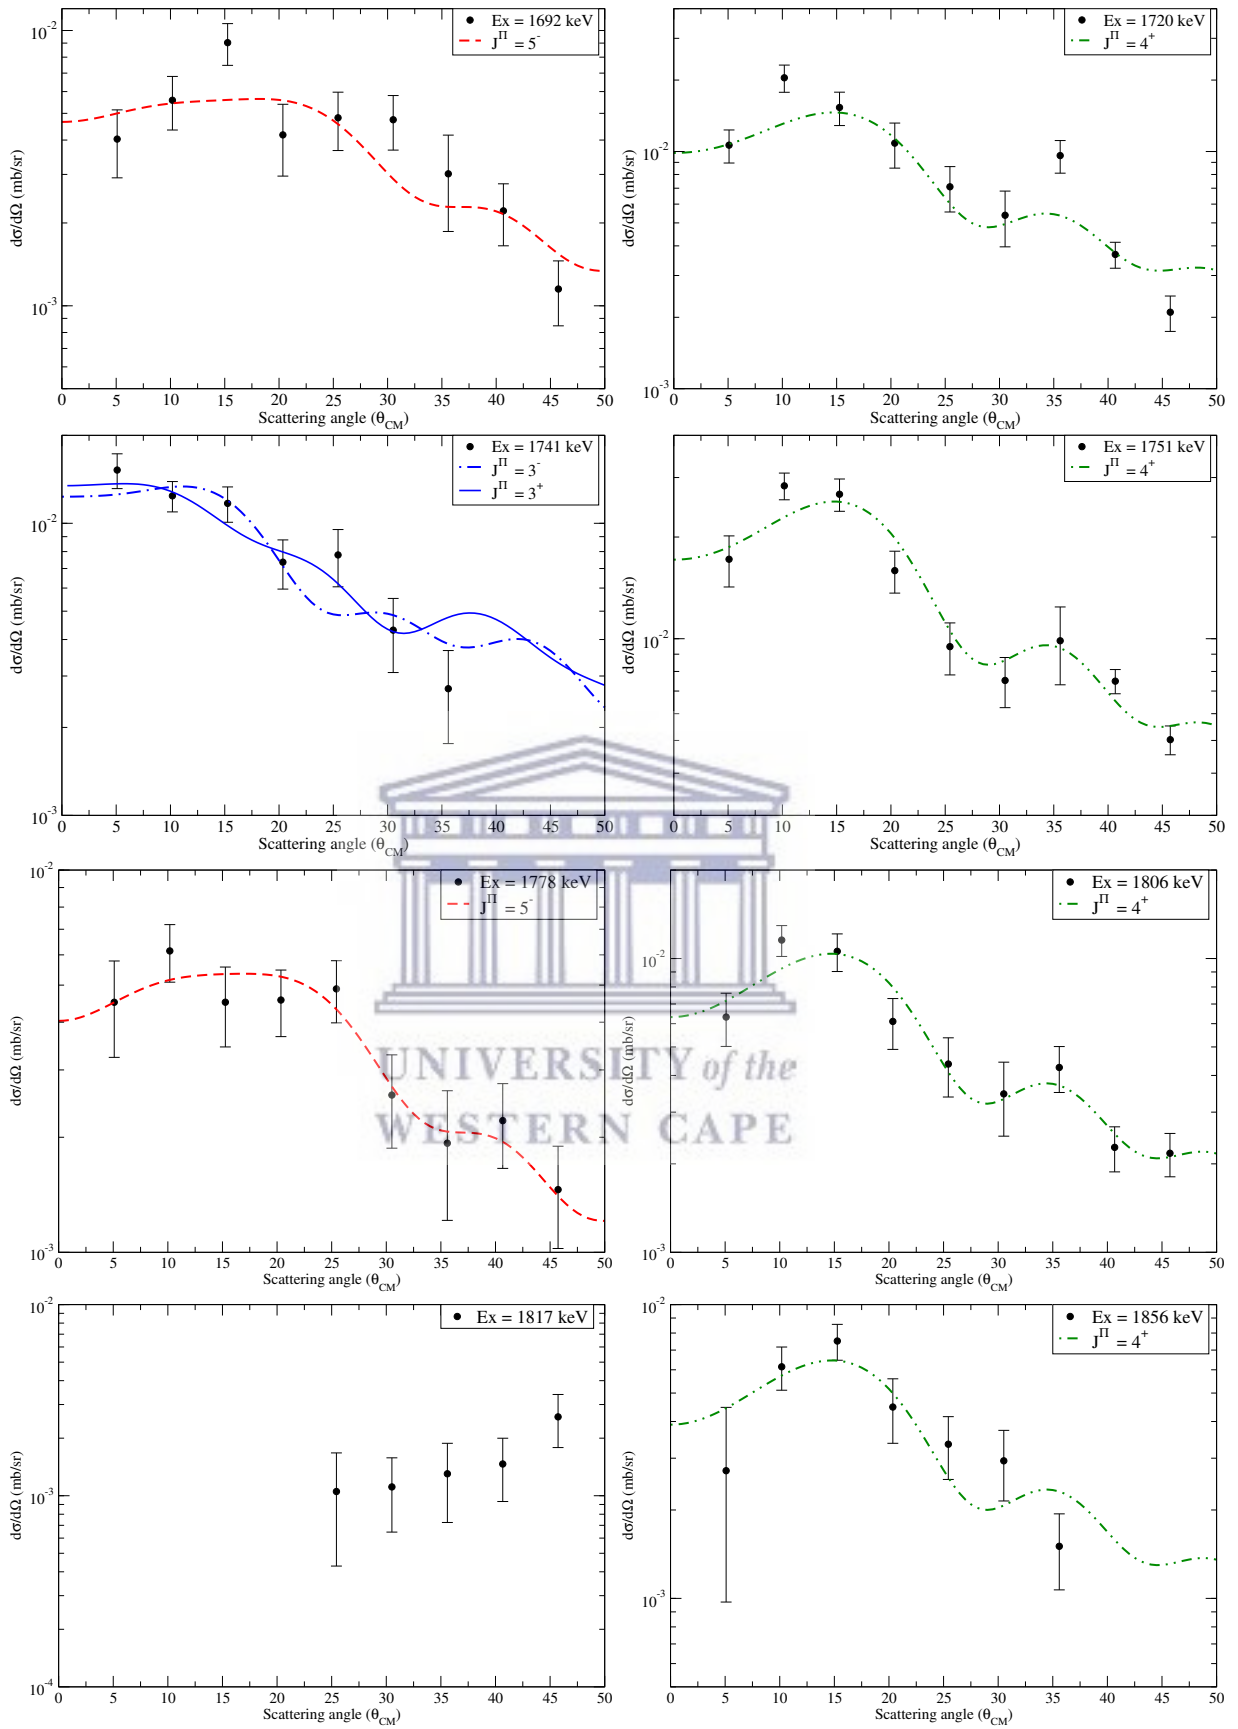 Ex = 1692 keV
J^Π = 5^-
dσ/dΩ (mb/sr)
10^-2
10^-3
0 5 10 15 20 25 30 35 40 45 50
Scattering angle (θ_CM)
Ex = 1720 keV
J^Π = 4^+
dσ/dΩ (mb/sr)
10^-2
10^-3
0 5 10 15 20 25 30 35 40 45 50
Scattering angle (θ_CM)
Ex = 1741 keV
J^Π = 3^-
J^Π = 3^+
dσ/dΩ (mb/sr)
10^-2
10^-3
0 5 10 15 20 25 30 35 40 45 50
Scattering angle (θ_CM)
Ex = 1751 keV
J^Π = 4^+
dσ/dΩ (mb/sr)
10^-2
10^-3
0 5 10 15 20 25 30 35 40 45 50
Scattering angle (θ_CM)
Ex = 1778 keV
J^Π = 5^-
dσ/dΩ (mb/sr)
10^-2
10^-3
0 5 10 15 20 25 30 35 40 45 50
Scattering angle (θ_CM)
Ex = 1806 keV
J^Π = 4^+
dσ/dΩ (mb/sr)
10^-2
10^-3
0 5 10 15 20 25 30 35 40 45 50
Scattering angle (θ_CM)
UNIVERSITY of the
WESTERN CAPE
Ex = 1817 keV
dσ/dΩ (mb/sr)
10^-2
10^-3
10^-4
0 5 10 15 20 25 30 35 40 45 50
Scattering angle (θ_CM)
Ex = 1856 keV
J^Π = 4^+
dσ/dΩ (mb/sr)
10^-2
10^-3
0 5 10 15 20 25 30 35 40 45 50
Scattering angle (θ_CM)